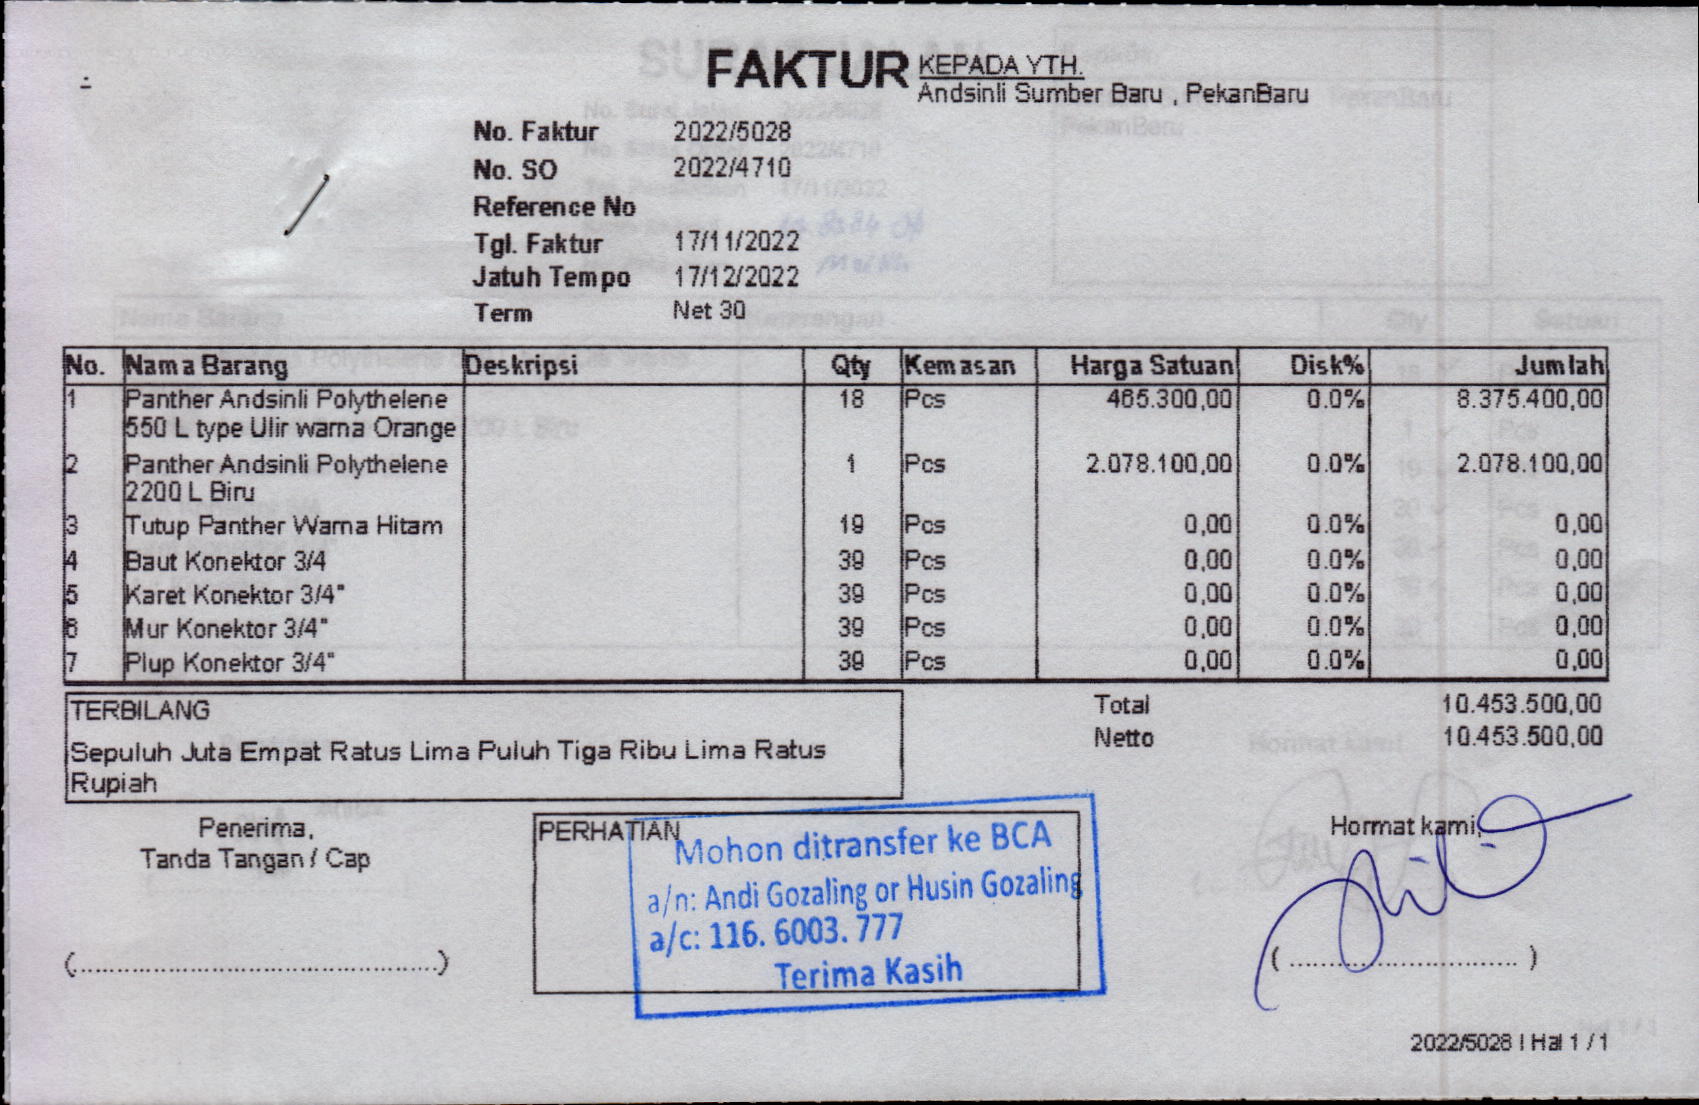 FAKTUR
KEPADA YTH.
Andsinli Sumber Baru , PekanBaru
No. Faktur 2022/5028
No. SO 2022/4710
Reference No
Tgl. Faktur 17/11/2022
Jatuh Tempo 17/12/2022
Term Net 30
No. Nama Barang Deskripsi Qty Kemasan Harga Satuan Disk% Jumlah
1 Panther Andsinli Polythelene 18 Pcs 465.300,00 0.0% 8.375.400,00
550 L type Ulir warna Orange
2 Panther Andsinli Polythelene 1 Pcs 2.078.100,00 0.0% 2.078.100,00
2200 L Biru
3 Tutup Panther Warna Hitam 19 Pcs 0,00 0.0% 0,00
4 Baut Konektor 3/4 39 Pcs 0,00 0.0% 0,00
5 Karet Konektor 3/4" 39 Pcs 0,00 0.0% 0,00
6 Mur Konektor 3/4" 39 Pcs 0,00 0.0% 0,00
7 Plup Konektor 3/4" 39 Pcs 0,00 0.0% 0,00
TERBILANG
Sepuluh Juta Empat Ratus Lima Puluh Tiga Ribu Lima Ratus
Rupiah
Total 10.453.500,00
Netto 10.453.500,00
Penerima,
Tanda Tangan / Cap
(................................................)
PERHATIAN
Mohon ditransfer ke BCA
a/n: Andi Gozaling or Husin Gozaling
a/c: 116. 6003. 777
Terima Kasih
Hormat kami,
( ............................... )
2022/5028 | Hal 1 / 1